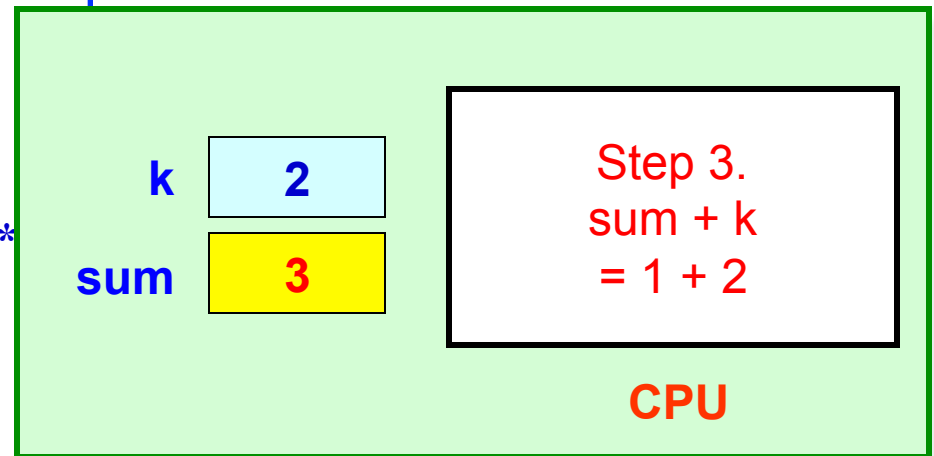 k 2
*
sum 3
Step 3.
sum + k
= 1 + 2
CPU